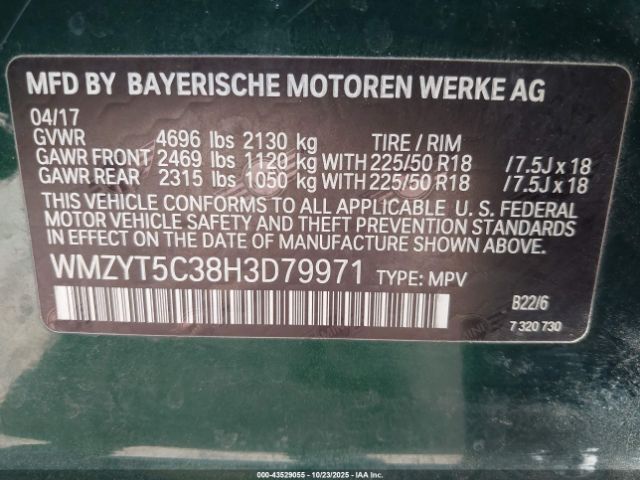 MFD BY BAYERISCHE MOTOREN WERKE AG
04/17
GVWR 4696 lbs 2130 kg TIRE / RIM
GAWR FRONT 2469 lbs 1120 kg WITH 225/50 R18 /7.5J x 18
GAWR REAR 2315 lbs 1050 kg WITH 225/50 R18 /7.5J x 18
THIS VEHICLE CONFORMS TO ALL APPLICABLE U. S. FEDERAL
MOTOR VEHICLE SAFETY AND THEFT PREVENTION STANDARDS
IN EFFECT ON DATE OF MANUFACTURE SHOWN ABOVE.
WMZYT5C38H3D79971 TYPE: MPV
B22/6
7 320 730
000-43529055 - 10/23/2025 - IAA Inc.